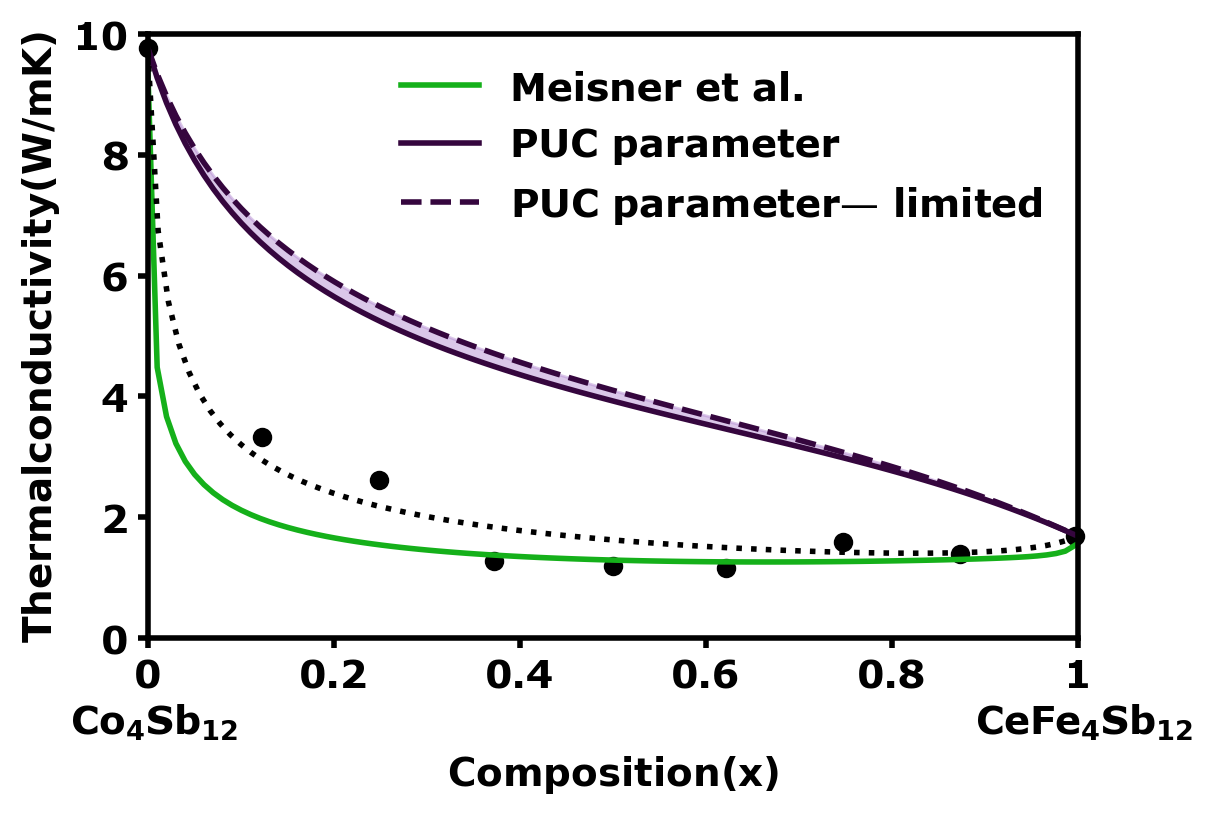 Thermalconductivity(W/mK)
10
8
6
4
2
0
Meisner et al.
PUC parameter
PUC parameter— limited
0 0.2 0.4 0.6 0.8 1
Co₄Sb₁₂ CeFe₄Sb₁₂
Composition(x)